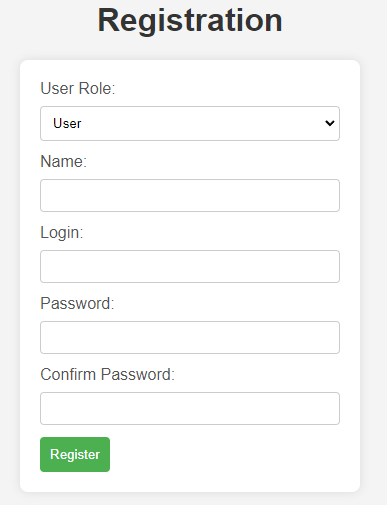 Registration
User Role:
User
Name:
Login:
Password:
Confirm Password:
Register